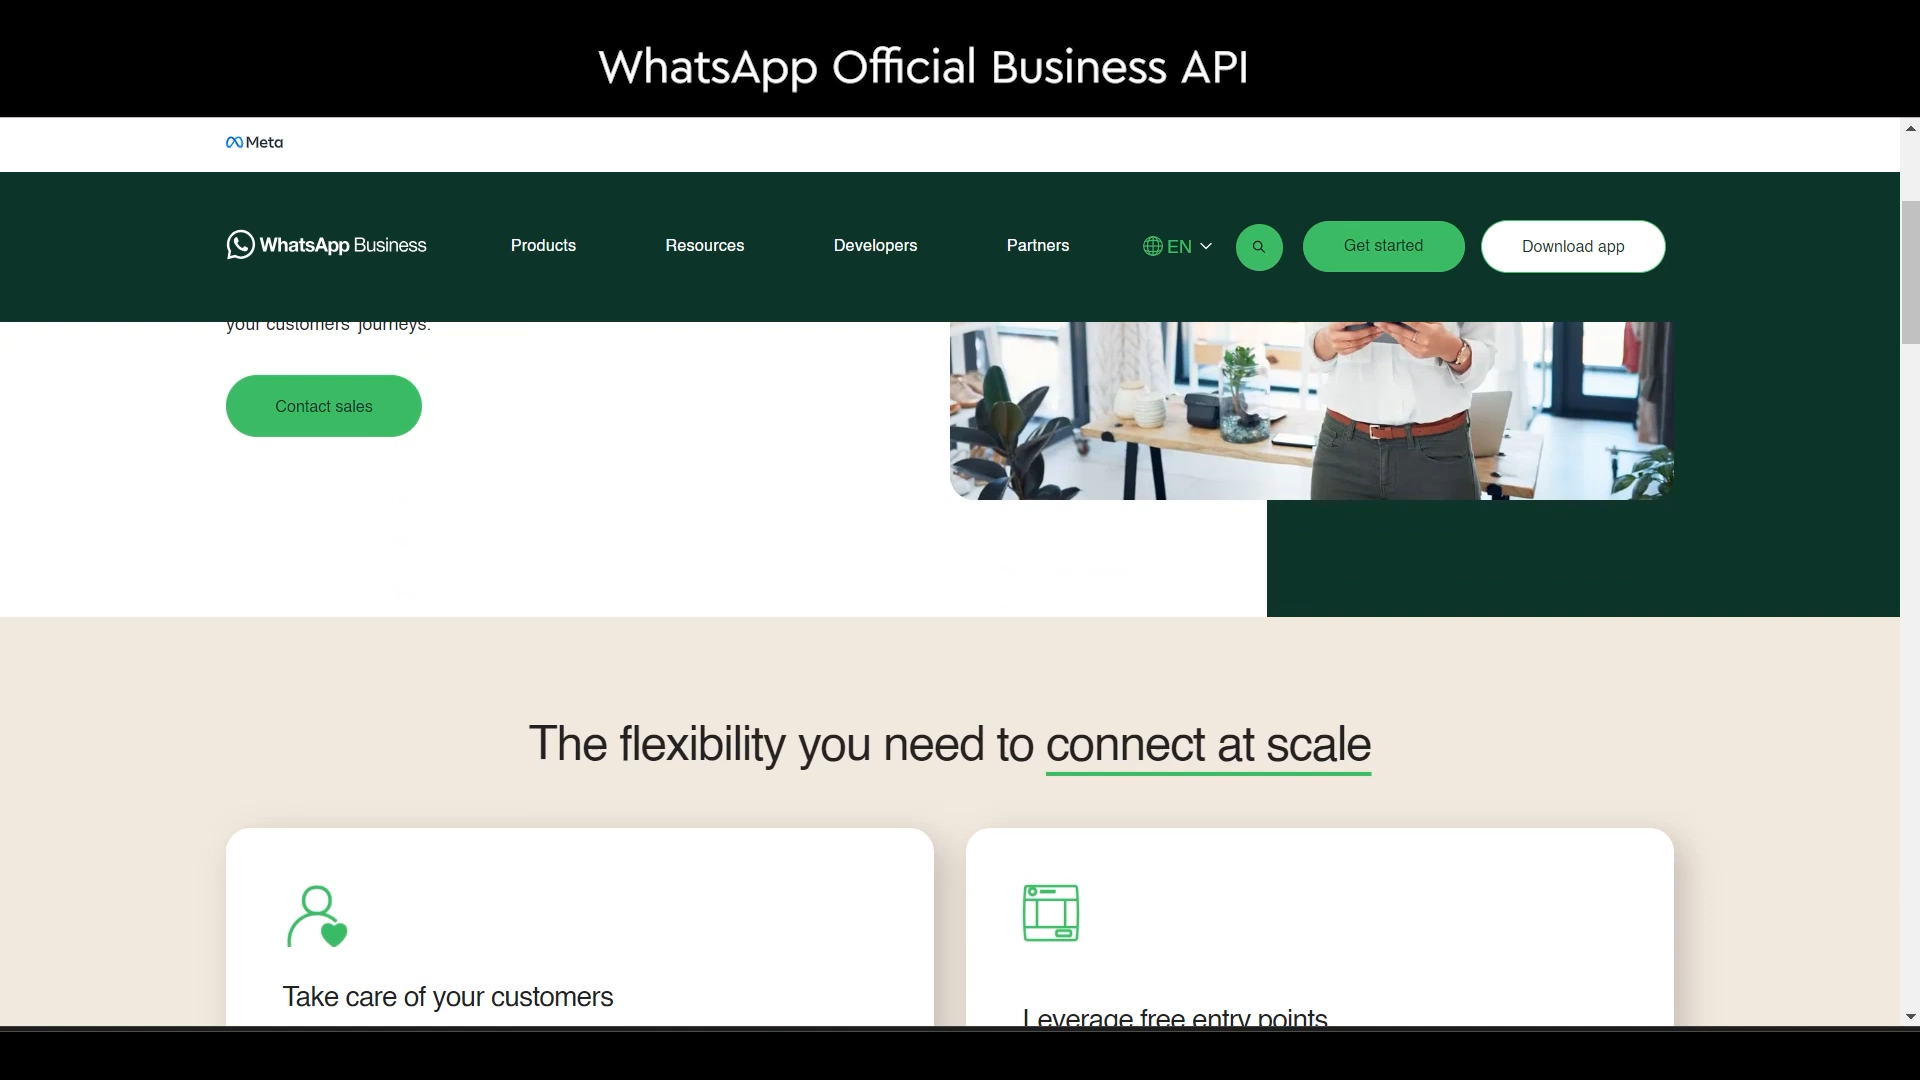 WhatsApp Official Business API
Meta
WhatsApp Business
Products
Resources
Developers
Partners
EN
Get started
Download app
your customers' journeys.
Contact sales
The flexibility you need to connect at scale
Take care of your customers
Leverage free entry points